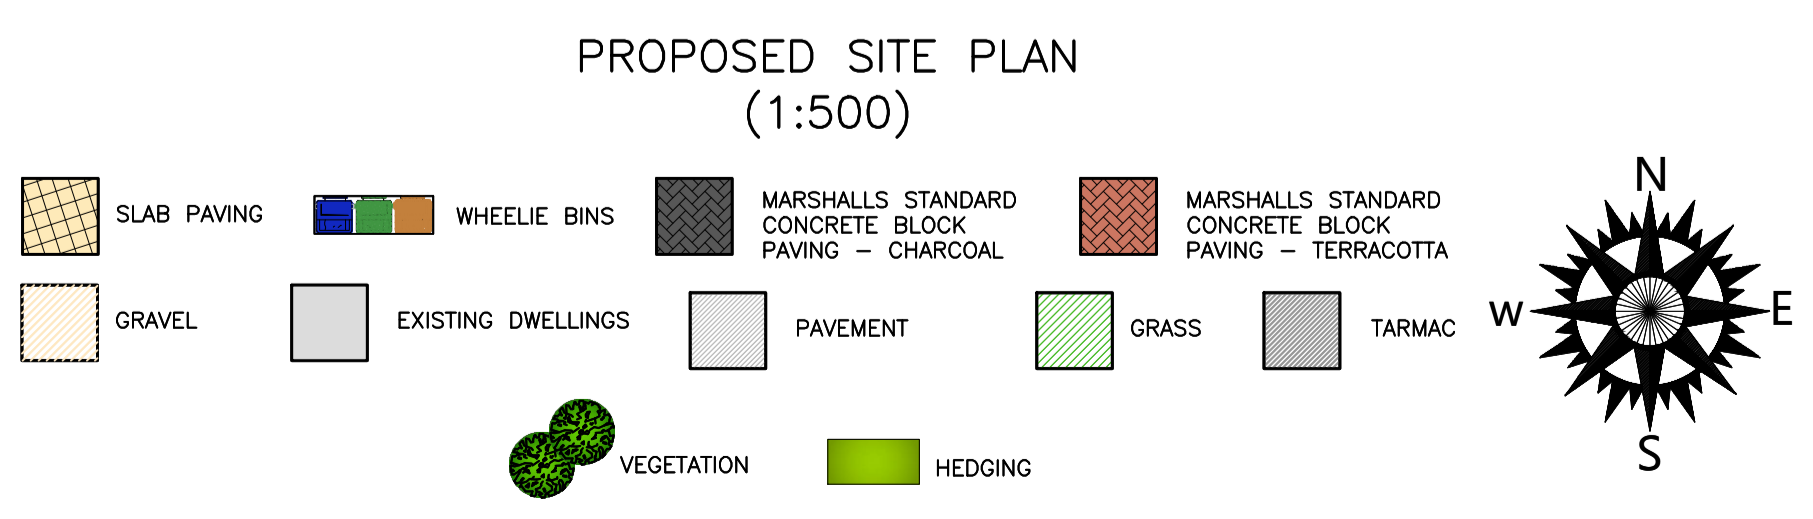 PROPOSED SITE PLAN
(1:500)
SLAB PAVING
WHEELIE BINS
MARSHALLS STANDARD
CONCRETE BLOCK
PAVING – CHARCOAL
MARSHALLS STANDARD
CONCRETE BLOCK
PAVING – TERRACOTTA
GRAVEL
EXISTING DWELLINGS
PAVEMENT
GRASS
TARMAC
VEGETATION
HEDGING
N
W
E
S